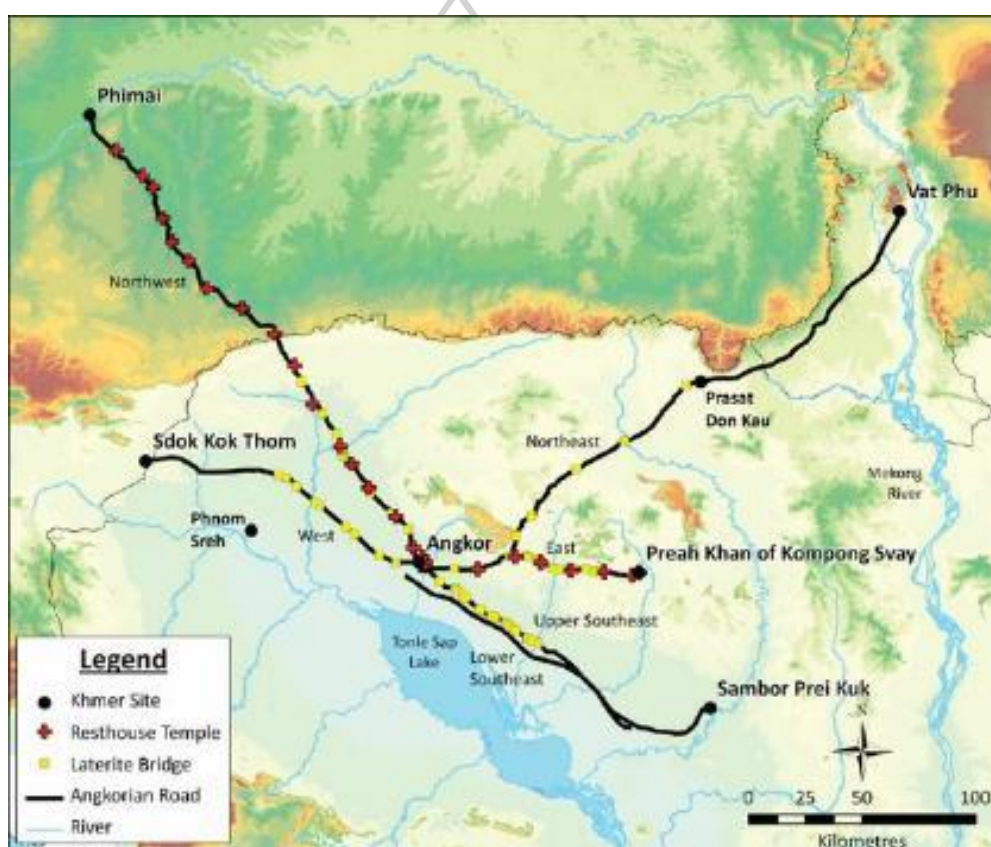 Phimai
Vat Phu
Northwest
Prasat
Don Kau
Northeast
Sdok Kok Thom
Mekong
River
Phnom
Sreh
West
Angkor
East
Preah Khan of Kompong Svay
Upper Southeast
Tonle Sap
Lake
Lower
Southeast
Sambor Prei Kuk
Legend
Khmer Site
Resthouse Temple
Laterite Bridge
Angkorian Road
River
0 25 50 100
Kilometres